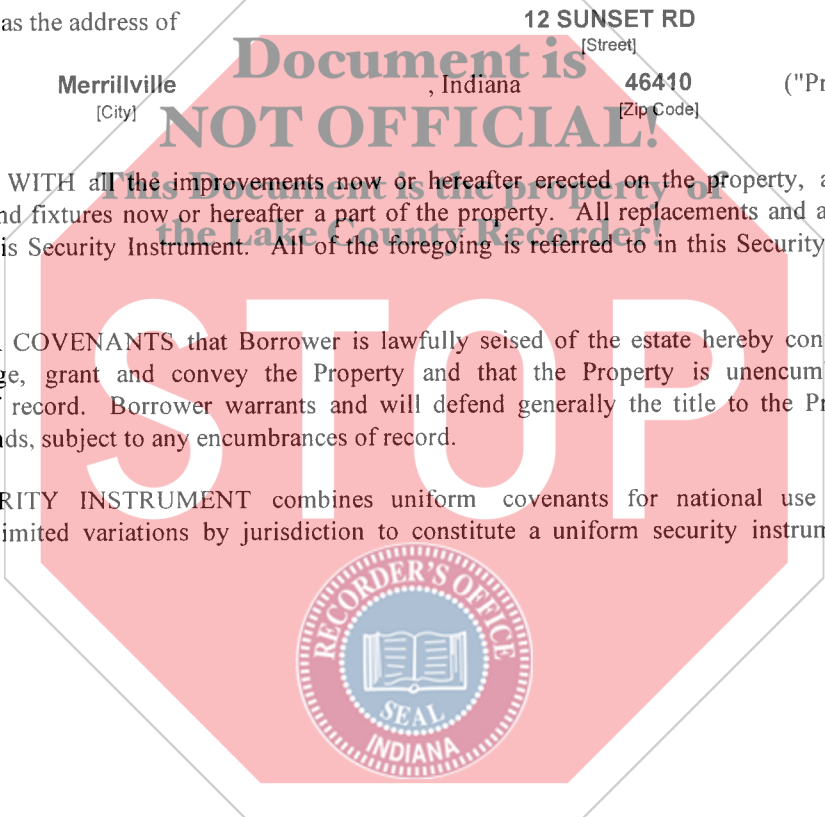 as the address of 12 SUNSET RD
[Street]
Merrillville , Indiana 46410 ("Pr
[City] [Zip Code]
Document is
NOT OFFICIAL!
This Document is the property of
the Lake County Recorder!
WITH all the improvements now or hereafter erected on the property, a
nd fixtures now or hereafter a part of the property. All replacements and a
is Security Instrument. All of the foregoing is referred to in this Security
COVENANTS that Borrower is lawfully seised of the estate hereby con
ge, grant and convey the Property and that the Property is unencum
f record. Borrower warrants and will defend generally the title to the Pr
nds, subject to any encumbrances of record.
STOP
RITY INSTRUMENT combines uniform covenants for national use
imited variations by jurisdiction to constitute a uniform security instrum
RECORDER'S OFFICE
SEAL
INDIANA